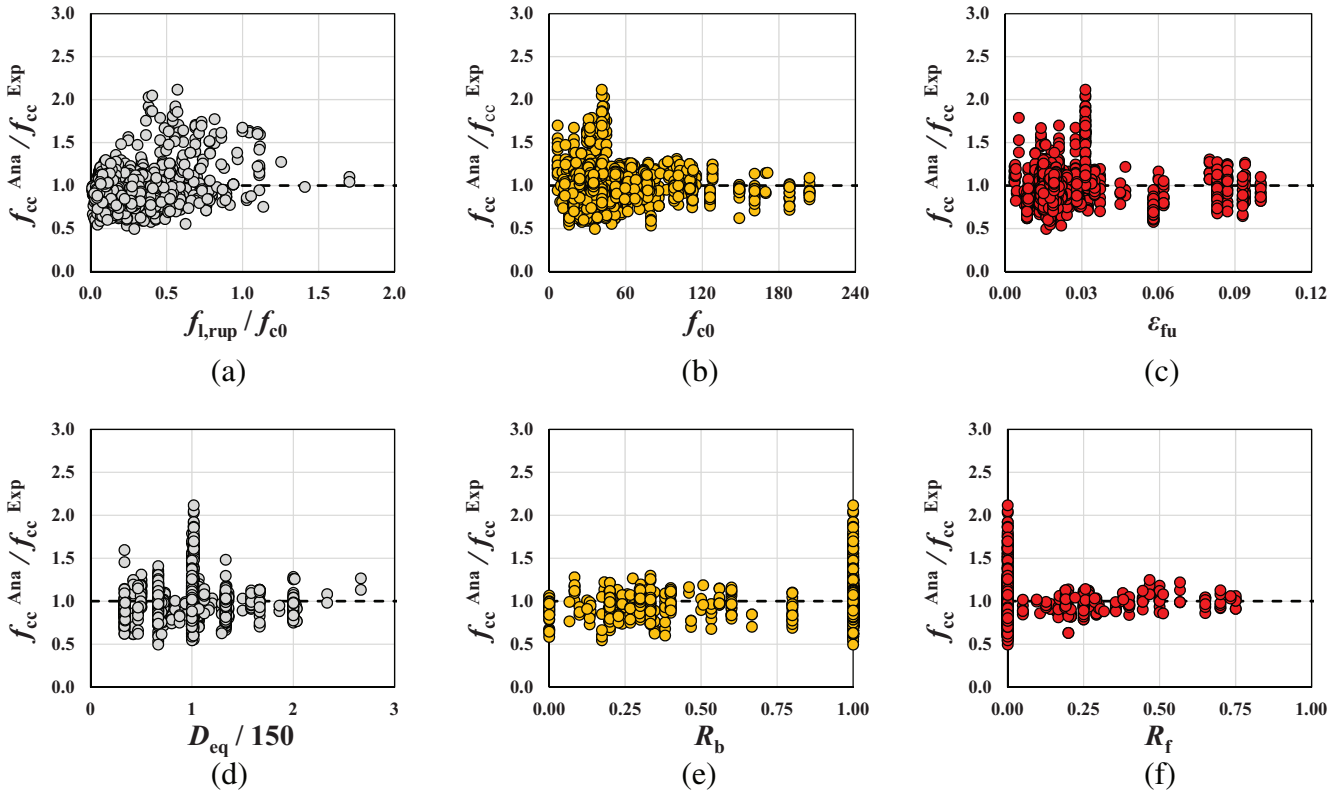 3.0 2.5 2.0 1.5 1.0 0.5 0.0
f_cc^Ana / f_cc^Exp
0.0 0.5 1.0 1.5 2.0
f_l,rup / f_c0
(a)
3.0 2.5 2.0 1.5 1.0 0.5 0.0
f_cc^Ana / f_cc^Exp
0 60 120 180 240
f_c0
(b)
3.0 2.5 2.0 1.5 1.0 0.5 0.0
f_cc^Ana / f_cc^Exp
0.00 0.03 0.06 0.09 0.12
ε_fu
(c)
3.0 2.5 2.0 1.5 1.0 0.5 0.0
f_cc^Ana / f_cc^Exp
0 1 2 3
D_eq / 150
(d)
3.0 2.5 2.0 1.5 1.0 0.5 0.0
f_cc^Ana / f_cc^Exp
0.00 0.25 0.50 0.75 1.00
R_b
(e)
3.0 2.5 2.0 1.5 1.0 0.5 0.0
f_cc^Ana / f_cc^Exp
0.00 0.25 0.50 0.75 1.00
R_f
(f)